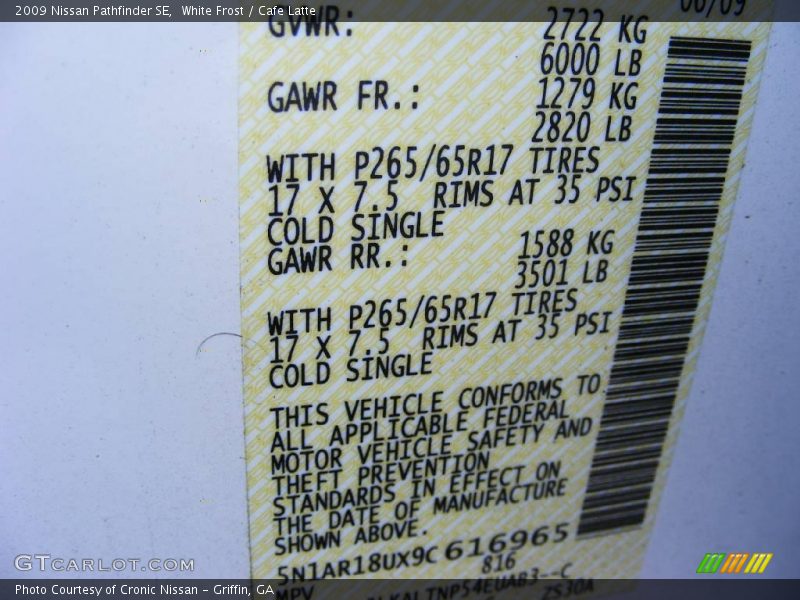 2009 Nissan Pathfinder SE, White Frost / Cafe Latte
06/09
GVWR: 2722 KG
6000 LB
GAWR FR.: 1279 KG
2820 LB
WITH P265/65R17 TIRES
17 X 7.5 RIMS AT 35 PSI
COLD SINGLE
GAWR RR.: 1588 KG
3501 LB
WITH P265/65R17 TIRES
17 X 7.5 RIMS AT 35 PSI
COLD SINGLE
THIS VEHICLE CONFORMS TO
ALL APPLICABLE FEDERAL
MOTOR VEHICLE SAFETY AND
THEFT PREVENTION
STANDARDS IN EFFECT ON
THE DATE OF MANUFACTURE
SHOWN ABOVE.
5N1AR18UX9C616965
816
MPV
ZS30A
GTCARLOT.COM
Photo Courtesy of Cronic Nissan - Griffin, GA